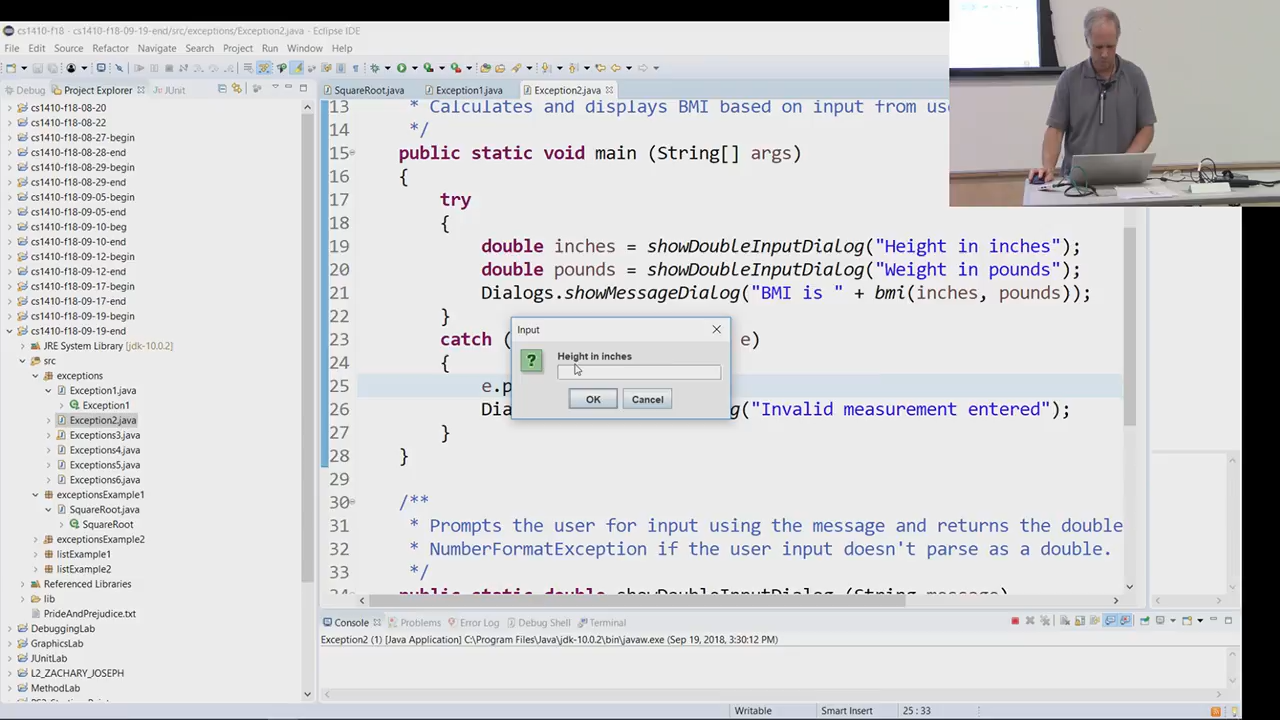 cs1410-f18 - cs1410-f18-09-19-end/src/exceptions/Exception2.java - Eclipse IDE
File Edit Source Refactor Navigate Search Project Run Window Help
Debug Project Explorer JUnit
cs1410-f18-08-20
cs1410-f18-08-22
cs1410-f18-08-27-begin
cs1410-f18-08-28-end
cs1410-f18-08-29-begin
cs1410-f18-08-29-end
cs1410-f18-09-05-begin
cs1410-f18-09-05-end
cs1410-f18-09-10-beg
cs1410-f18-09-10-end
cs1410-f18-09-12-begin
cs1410-f18-09-12-end
cs1410-f18-09-17-begin
cs1410-f18-09-17-end
cs1410-f18-09-19-begin
cs1410-f18-09-19-end
JRE System Library [jdk-10.0.2]
src
exceptions
Exception1.java
Exception1
Exception2.java
Exceptions3.java
Exceptions4.java
Exceptions5.java
Exceptions6.java
exceptionsExample1
SquareRoot.java
SquareRoot
exceptionsExample2
listExample1
listExample2
Referenced Libraries
lib
PrideAndPrejudice.txt
DebuggingLab
GraphicsLab
JUnitLab
L2_ZACHARY_JOSEPH
MethodLab
SquareRoot.java Exception1.java Exception2.java
13 * Calculates and displays BMI based on input from use
14 */
15 public static void main (String[] args)
16 {
17 try
18 {
19 double inches = showDoubleInputDialog("Height in inches");
20 double pounds = showDoubleInputDialog("Weight in pounds");
21 Dialogs.showMessageDialog("BMI is " + bmi(inches, pounds));
22 }
23 catch ( e)
24 {
25 e.p
26 Dia g("Invalid measurement entered");
27 }
28 }
29
30 /**
31 * Prompts the user for input using the message and returns the double
32 * NumberFormatException if the user input doesn't parse as a double.
33 */
public static double showDoubleInputDialog (String message)
Input
Height in inches
OK Cancel
Console Problems Error Log Debug Shell Terminal
Exception2 (1) [Java Application] C:\Program Files\Java\jdk-10.0.2\bin\javaw.exe (Sep 19, 2018, 3:30:12 PM)
Writable Smart Insert 25 : 33